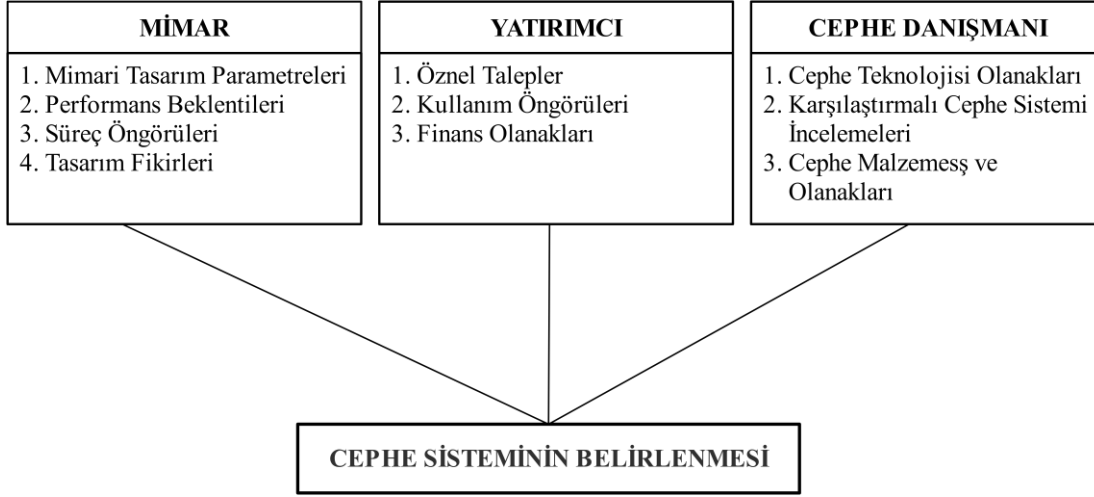 MİMAR
1. Mimari Tasarım Parametreleri
2. Performans Beklentileri
3. Süreç Öngörüleri
4. Tasarım Fikirleri
YATIRIMCI
1. Öznel Talepler
2. Kullanım Öngörüleri
3. Finans Olanakları
CEPHE DANIŞMANI
1. Cephe Teknolojisi Olanakları
2. Karşılaştırmalı Cephe Sistemi
İncelemeleri
3. Cephe Malzemesş ve
Olanakları
CEPHE SİSTEMİNİN BELİRLENMESİ